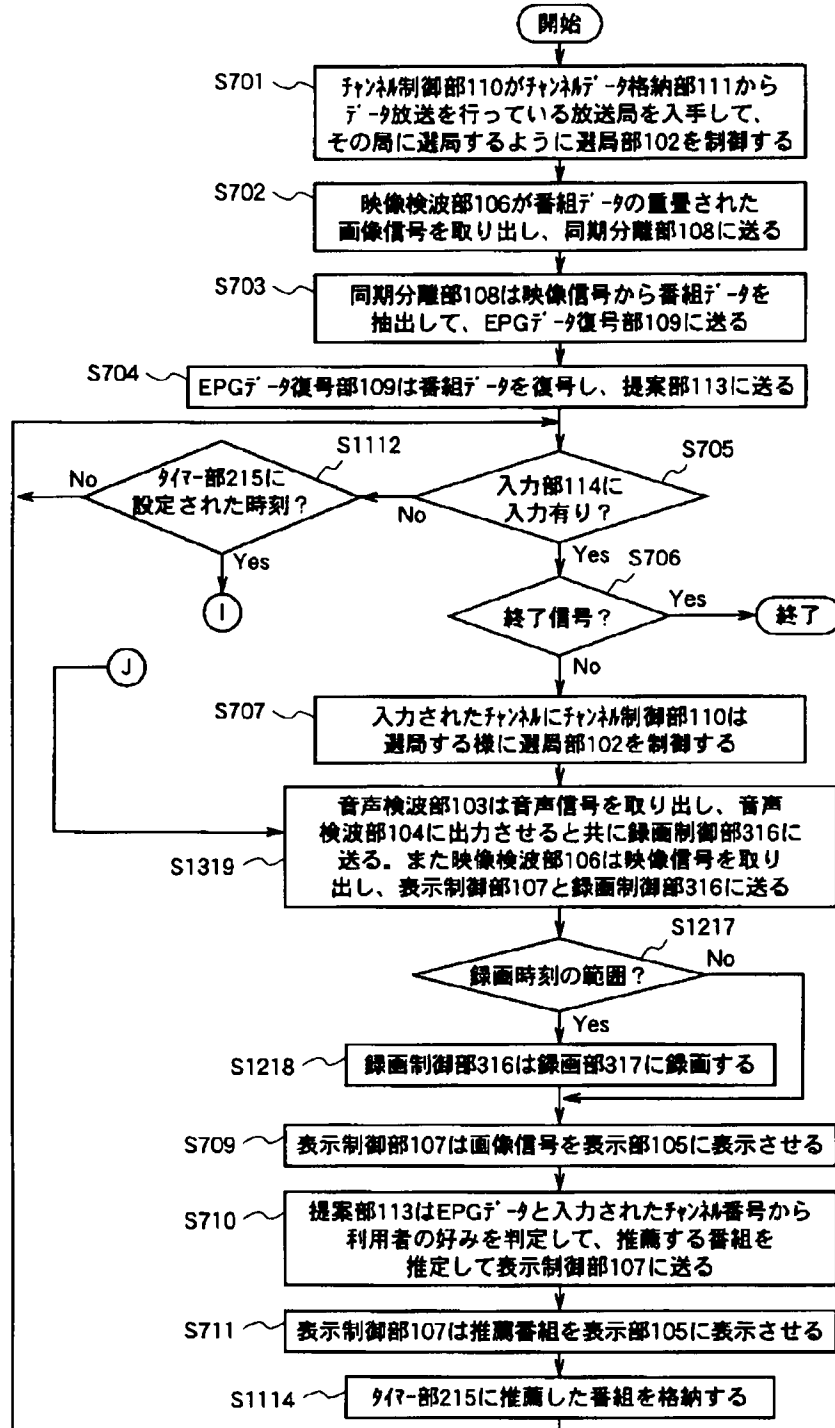 開始
S701
チャンネル制御部110がチャンネルデータ格納部111から
データ放送を行っている放送局を入手して、
その局に選局するように選局部102を制御する
S702
映像検波部106が番組データの重畳された
画像信号を取り出し、同期分離部108に送る
S703
同期分離部108は映像信号から番組データを
抽出して、EPGデータ復号部109に送る
S704
EPGデータ復号部109は番組データを復号し、提案部113に送る
S1112
タイマー部215に
設定された時刻?
No
Yes
I
S705
入力部114に
入力有り?
No
Yes
S706
終了信号?
Yes
終了
No
J
S707
入力されたチャンネルにチャンネル制御部110は
選局する様に選局部102を制御する
S1319
音声検波部103は音声信号を取り出し、音声
検波部104に出力させると共に録画制御部316に
送る。また映像検波部106は映像信号を取り
出し、表示制御部107と録画制御部316に送る
S1217
録画時刻の範囲?
No
Yes
S1218
録画制御部316は録画部317に録画する
S709
表示制御部107は画像信号を表示部105に表示させる
S710
提案部113はEPGデータと入力されたチャンネル番号から
利用者の好みを判定して、推薦する番組を
推定して表示制御部107に送る
S711
表示制御部107は推薦番組を表示部105に表示させる
S1114
タイマー部215に推薦した番組を格納する